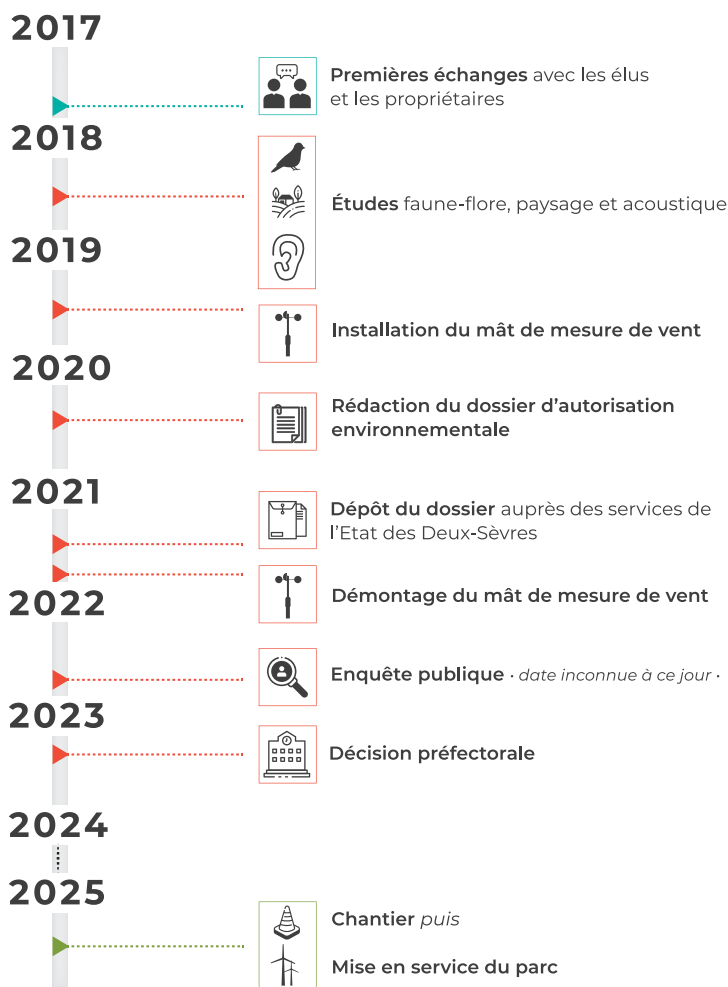 2017
Premières échanges avec les élus
et les propriétaires
2018
Études faune-flore, paysage et acoustique
2019
Installation du mât de mesure de vent
2020
Rédaction du dossier d'autorisation
environnementale
2021
Dépôt du dossier auprès des services de
l'Etat des Deux-Sèvres
Démontage du mât de mesure de vent
2022
Enquête publique · date inconnue à ce jour ·
2023
Décision préfectorale
2024
2025
Chantier puis
Mise en service du parc